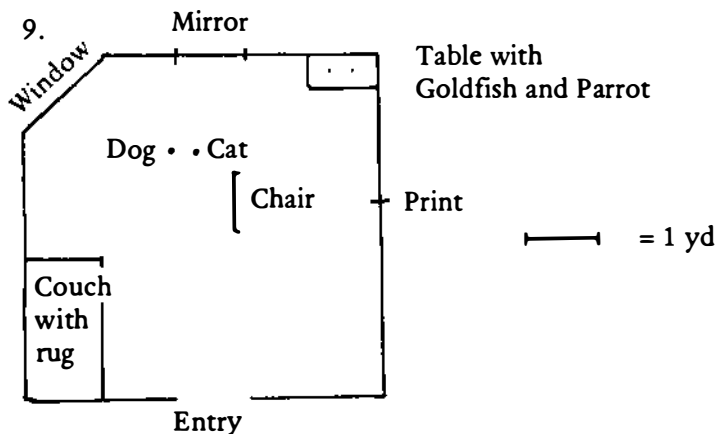 9.
Mirror
Window
Table with
Goldfish and Parrot
Dog · · Cat
Chair
Print
= 1 yd
Couch
with
rug
Entry